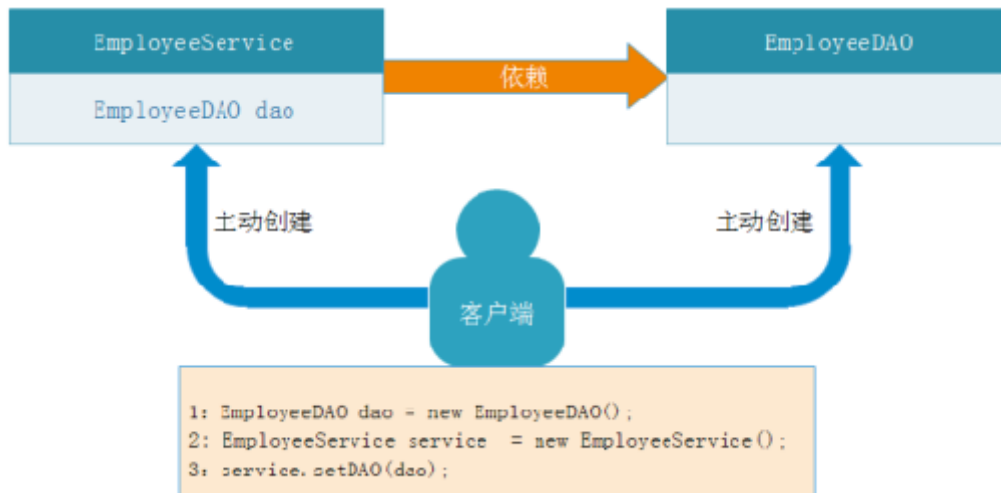 EmployeeService
EmployeeDAO
EmployeeDAO dao
依赖
主动创建
主动创建
客户端
1: EmployeeDAO dao = new EmployeeDAO();
2: EmployeeService service  = new EmployeeService();
3: service.setDAO(dao);